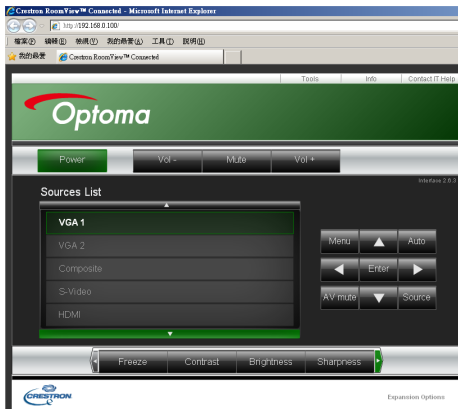 Crestron RoomView™ Connected - Microsoft Internet Explorer
http://192.168.0.100/
檔案(F) 編輯(E) 檢視(V) 我的最愛(A) 工具(T) 説明(H)
我的最愛 Crestron RoomView™ Connected
Tools Info Contact IT Help
Optoma
Power Vol - Mute Vol +
Interface 2.6.3
Sources List
VGA 1
VGA 2
Composite
S-Video
HDMI
Menu Auto
Enter
AV mute Source
Freeze Contrast Brightness Sharpness
CRESTRON
Expansion Options